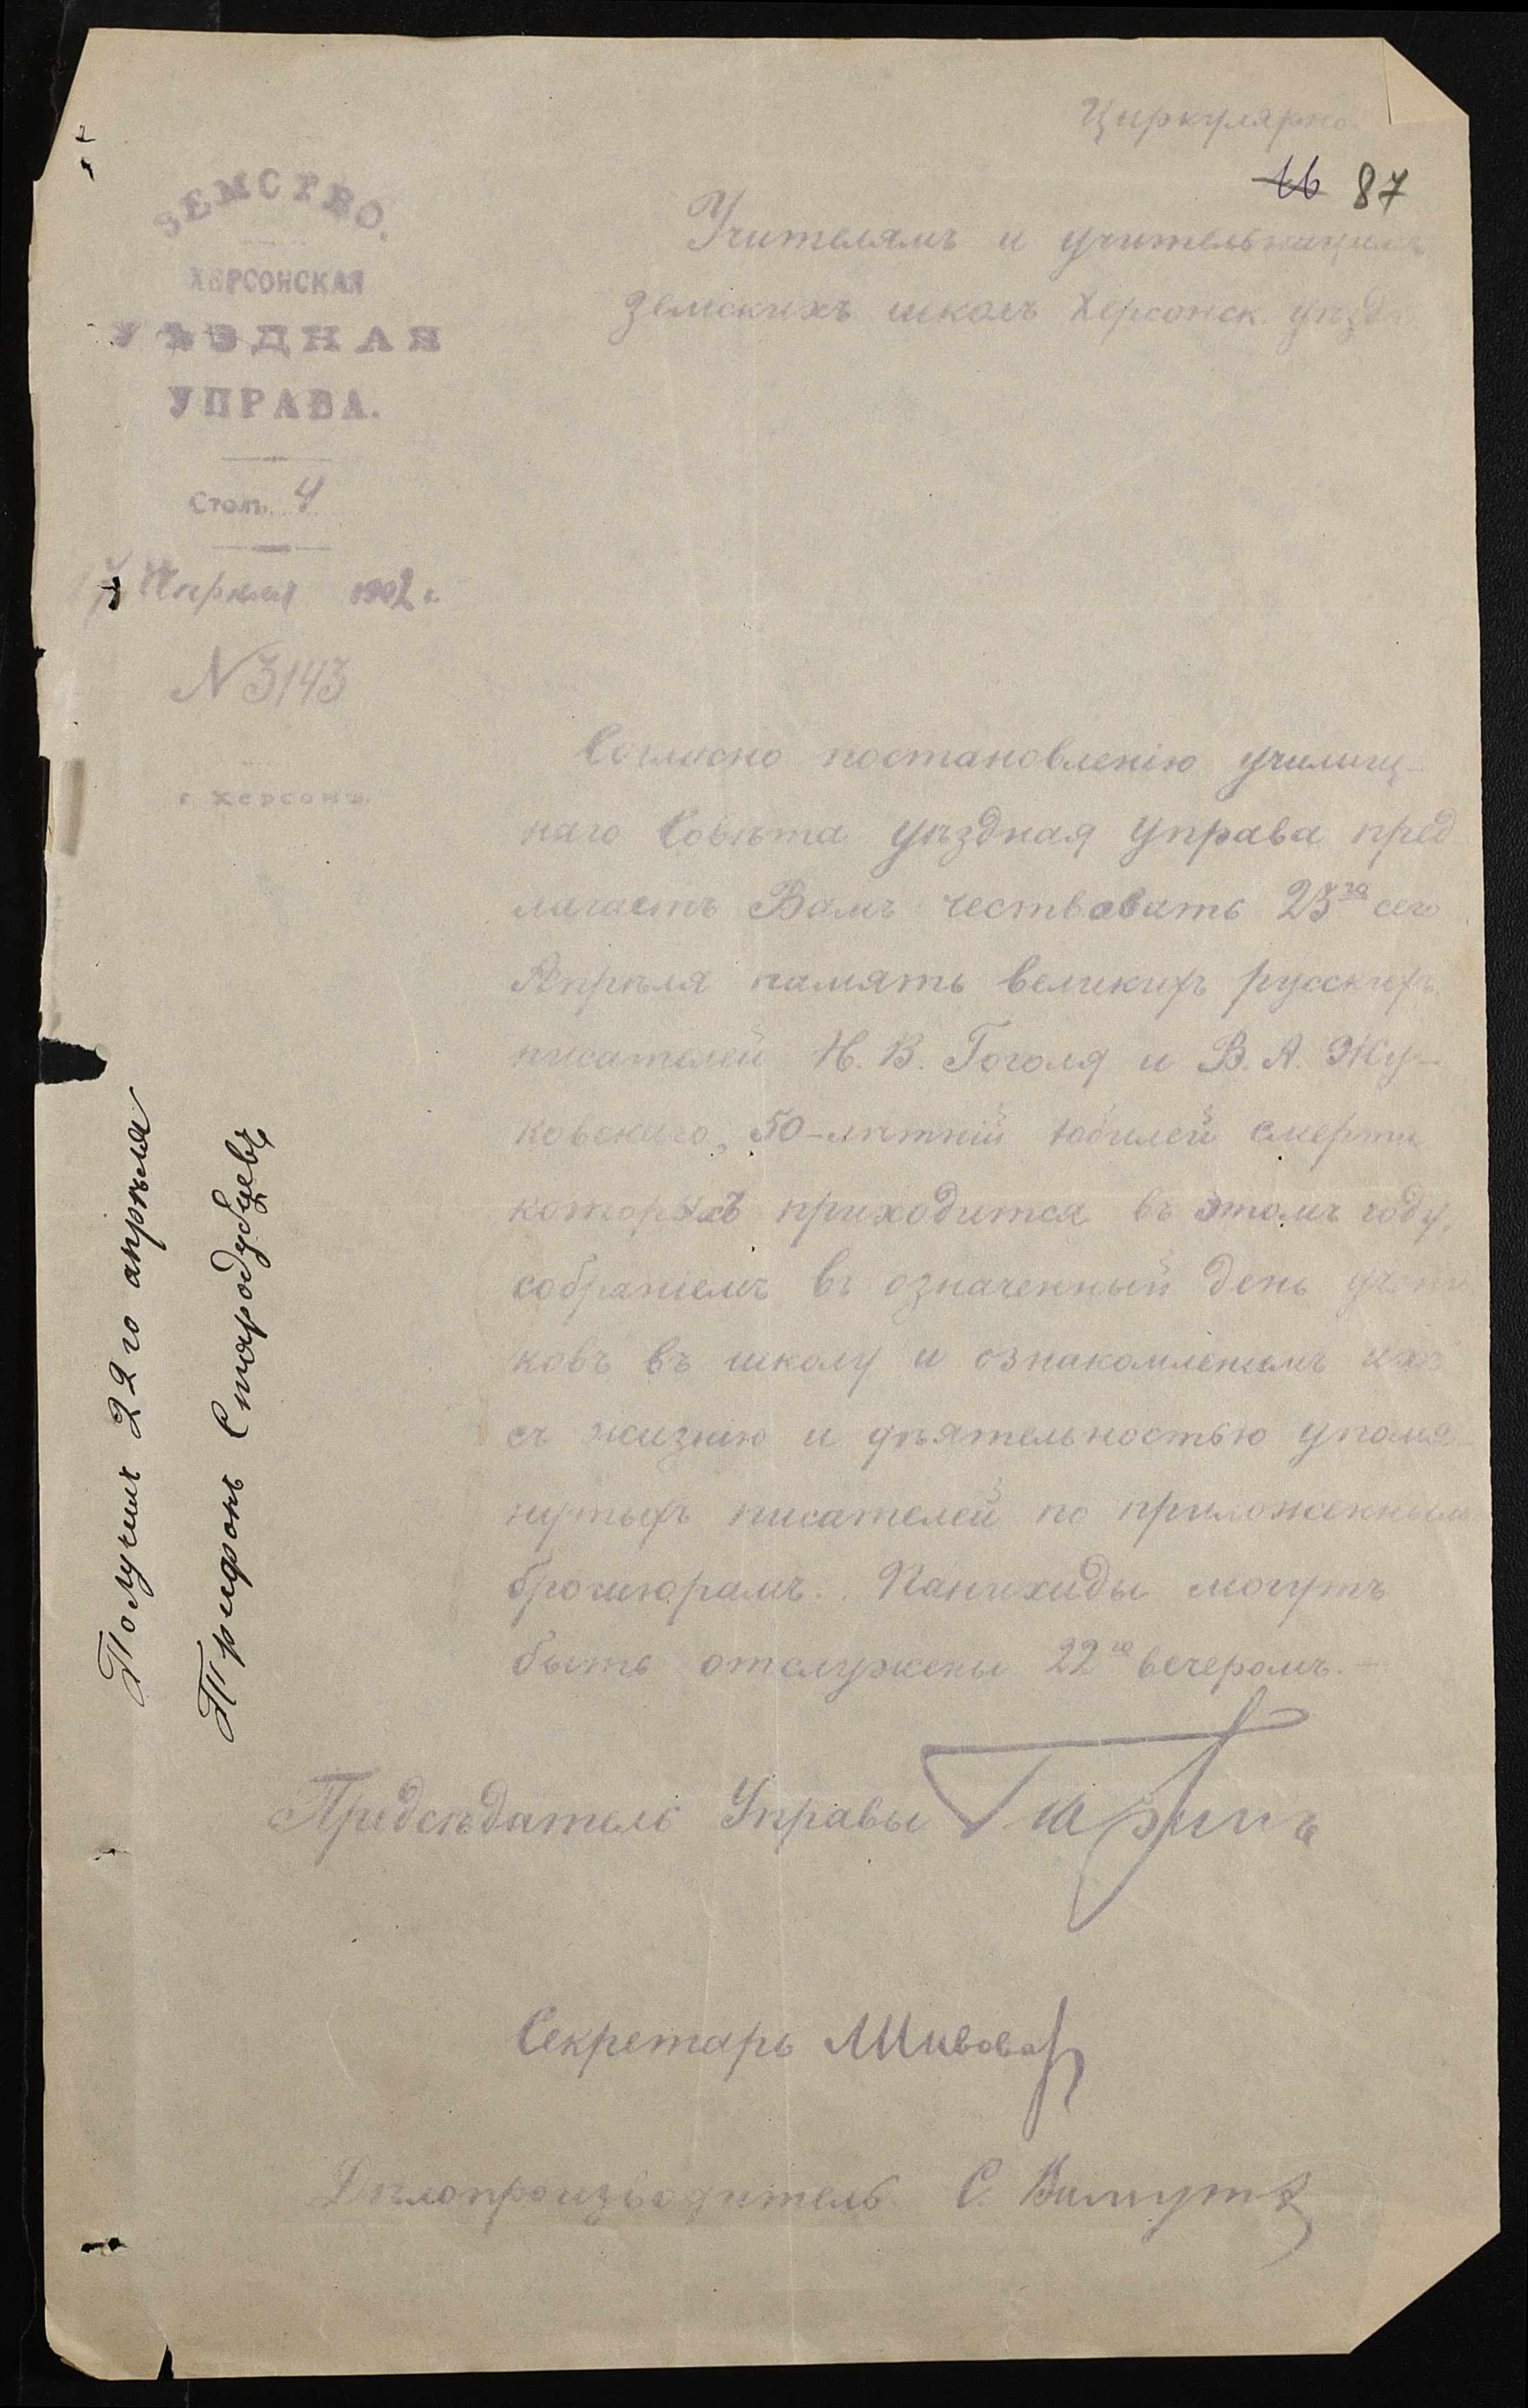 Циркулярно.
16 87
ЗЕМСТВО.
ХЕРСОНСКАЯ
УѢЗДНАЯ
УПРАВА.
Столъ 4
Апрѣля 1902 г.
N 3143
г. Херсонъ.
Учителямъ и учительницамъ
земскихъ школъ Херсонск. уѣзда
Согласно постановленію училищ-
наго Совѣта уѣздная Управа пред
лагаетъ Вамъ чествовать 23го сего
Апрѣля память великихъ русскихъ
писателей Н. В. Гоголя и В. А. Жу-
ковскаго, 50-лѣтній юбилей смерти
которыхъ приходится въ этомъ году,
собраніемъ въ означенный день учени
ковъ въ школу и ознакомленіемъ ихъ
съ жизнію и дѣятельностью упомя-
нутыхъ писателей по приложеннымъ
брошюрамъ. Панихиды могутъ
быть отслужены 22го вечеромъ. –
Предсѣдатель Управы
Секретарь
Дѣлопроизводитель С.
Получилъ 22го апрѣля
Трифонъ Стародубцевъ